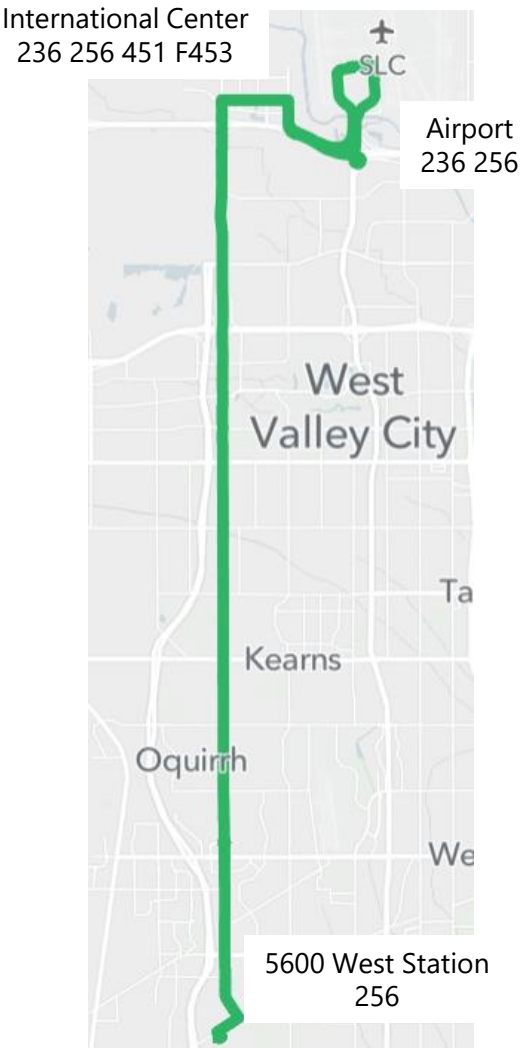 International Center
236 256 451 F453
SLC
Airport
236 256
West
Valley City
Ta
Kearns
Oquirrh
We
5600 West Station
256